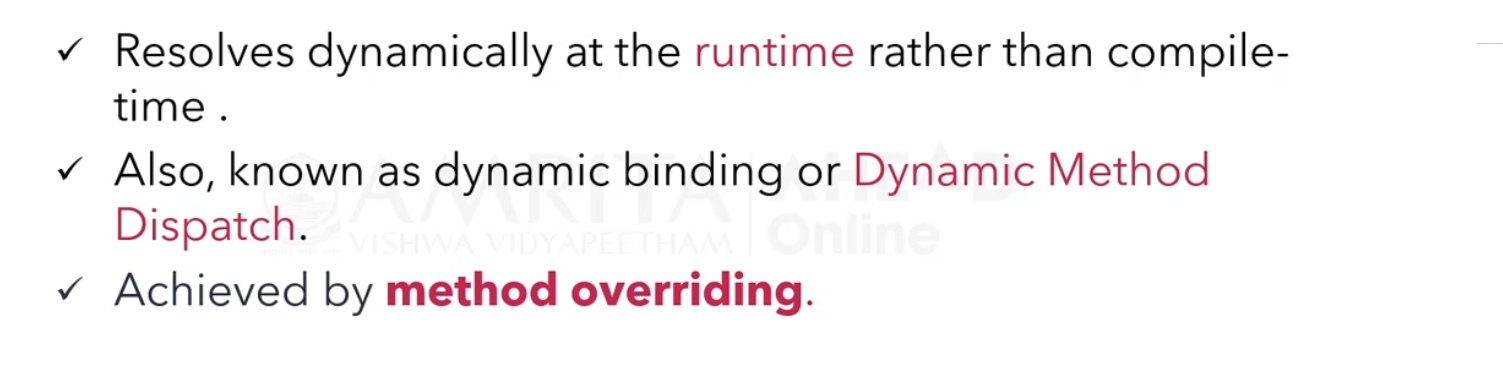 ✓ Resolves dynamically at the runtime rather than compile-
time .
✓ Also, known as dynamic binding or Dynamic Method
Dispatch.
✓ Achieved by method overriding.
AMRITA AHEAD
VISHWA VIDYAPEETHAM Online